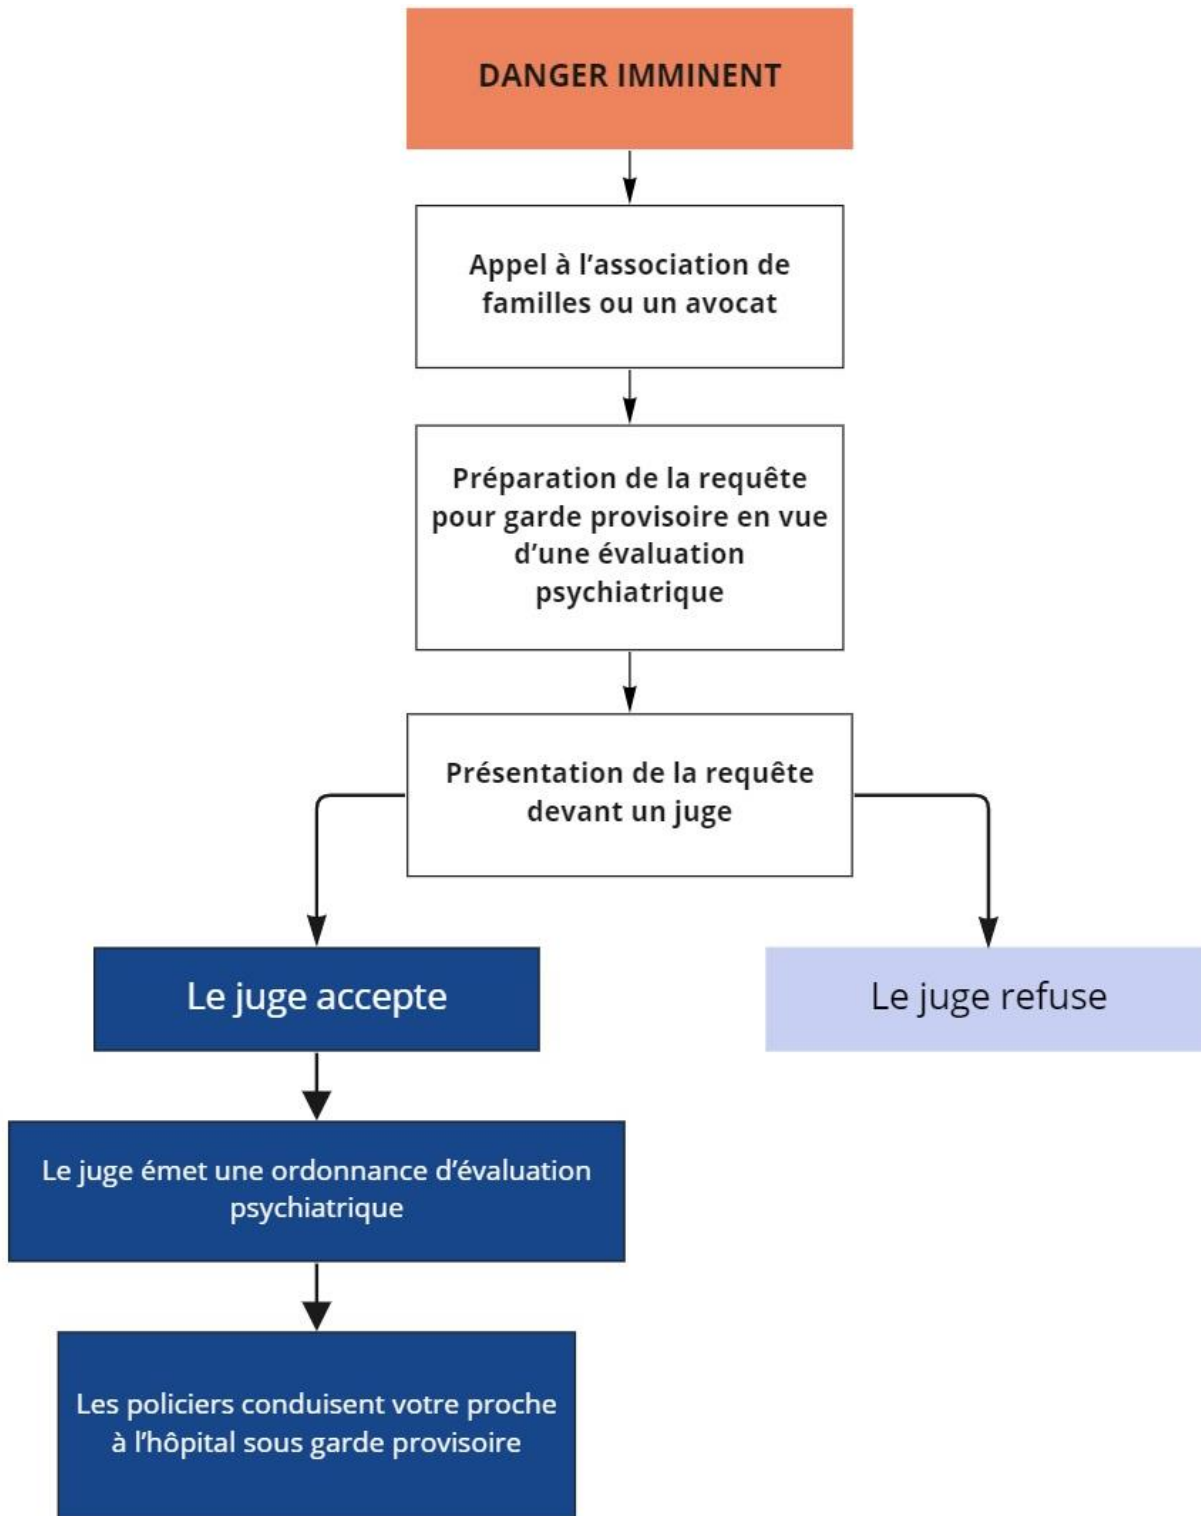 DANGER IMMINENT
Appel à l’association de
familles ou un avocat
Préparation de la requête
pour garde provisoire en vue
d’une évaluation
psychiatrique
Présentation de la requête
devant un juge
Le juge accepte
Le juge refuse
Le juge émet une ordonnance d’évaluation
psychiatrique
Les policiers conduisent votre proche
à l’hôpital sous garde provisoire